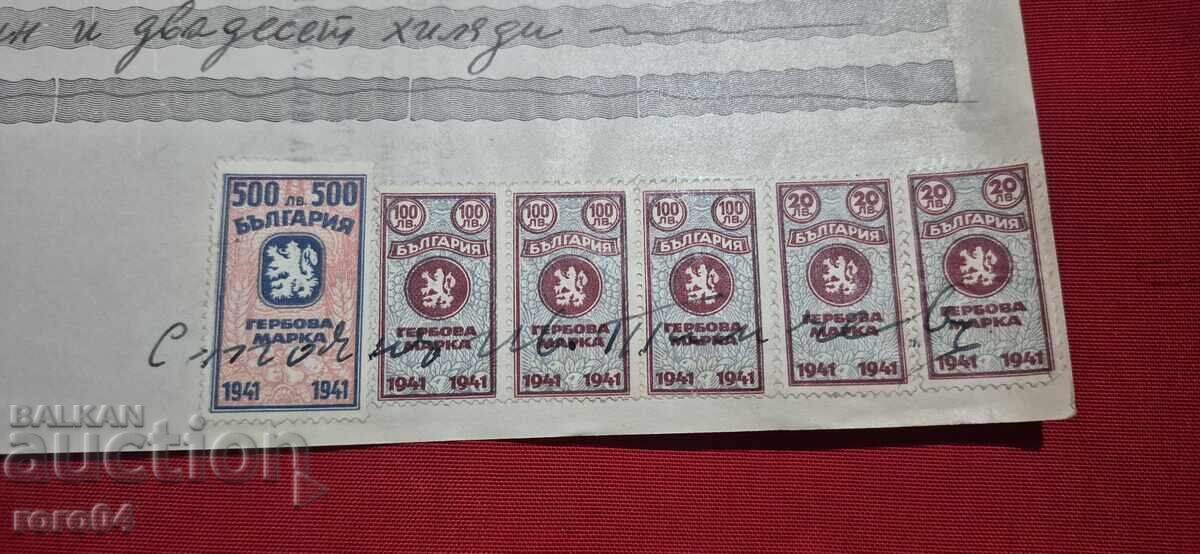 ин и двадесет хиляди
500 лв. 500
БЪЛГАРИЯ
ГЕРБОВА
МАРКА
1941 1941
100 ЛВ. 100 ЛВ.
БЪЛГАРИЯ
ГЕРБОВА
МАРКА
1941 1941
100 ЛВ. 100 ЛВ.
БЪЛГАРИЯ
ГЕРБОВА
МАРКА
1941 1941
100 ЛВ. 100 ЛВ.
БЪЛГАРИЯ
ГЕРБОВА
МАРКА
1941 1941
20 ЛВ. 20 ЛВ.
БЪЛГАРИЯ
ГЕРБОВА
МАРКА
1941 1941
20 ЛВ. 20 ЛВ.
БЪЛГАРИЯ
ГЕРБОВА
МАРКА
1941 1941
BALKAN
auction
roro64